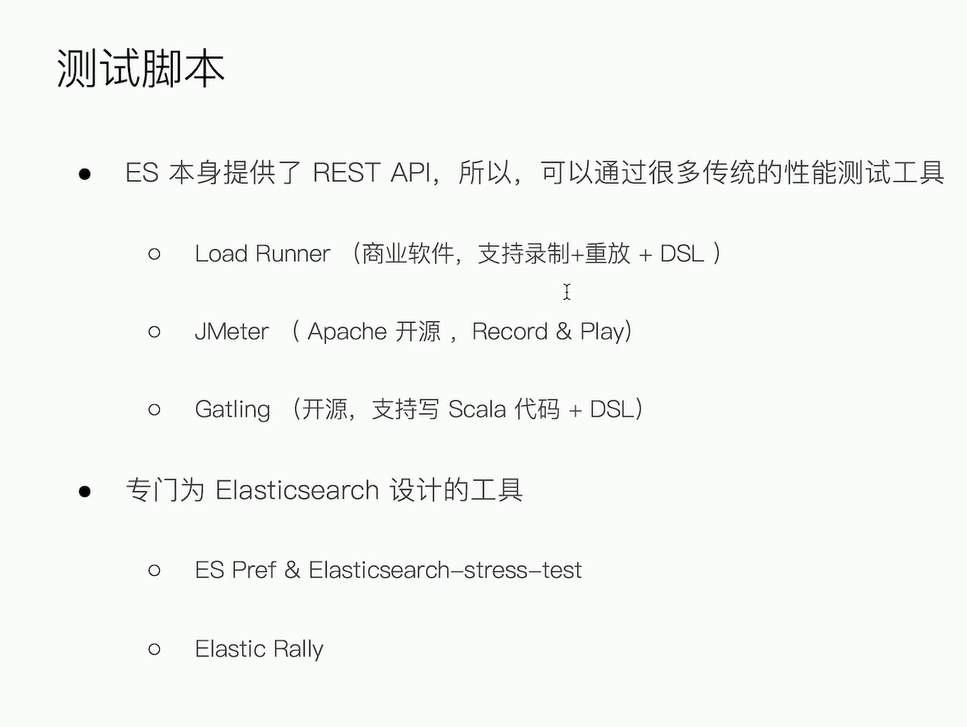 测试脚本
● ES 本身提供了 REST API，所以，可以通过很多传统的性能测试工具
○ Load Runner （商业软件，支持录制+重放 + DSL ）
○ JMeter （ Apache 开源 ，Record & Play）
○ Gatling （开源，支持写 Scala 代码 + DSL）
● 专门为 Elasticsearch 设计的工具
○ ES Pref & Elasticsearch–stress–test
○ Elastic Rally